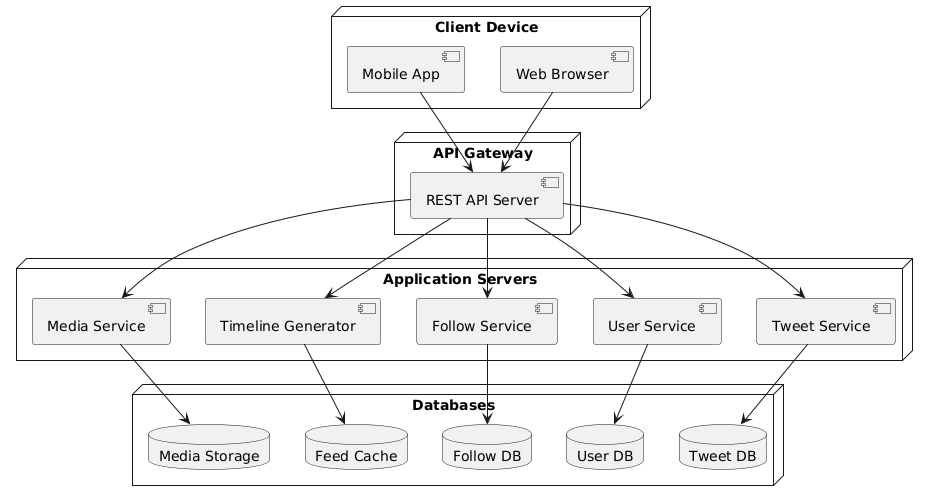 Client Device
Mobile App
Web Browser
API Gateway
REST API Server
Application Servers
Media Service
Timeline Generator
Follow Service
User Service
Tweet Service
Databases
Media Storage
Feed Cache
Follow DB
User DB
Tweet DB